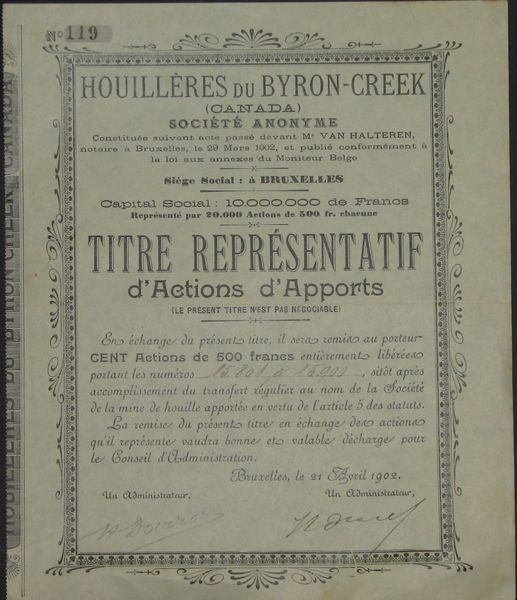 No 119
HOUILLÈRES DU BYRON-CREEK
(CANADA)
SOCIÉTÉ ANONYME
Constituée suivant acte passé devant Me VAN HALTEREN,
notaire à Bruxelles, le 29 Mars 1902, et publié conformément à
la loi aux annexes du Moniteur Belge
Siège Social : à BRUXELLES
Capital Social : 10.000.000 de Francs
Représenté par 20.000 Actions de 500 fr. chacune
TITRE REPRÉSENTATIF
d'Actions d'Apports
(LE PRÉSENT TITRE N'EST PAS NÉGOCIABLE)
En échange du présent titre, il sera remis au porteur
CENT Actions de 500 francs entièrement libérées
portant les numéros 15.801 à 15.900, sitôt après
accomplissement du transfert régulier au nom de la Société
de la mine de houille apportée en vertu de l'article 5 des statuts.
La remise du présent titre en échange des actions
qu'il représente vaudra bonne et valable décharge pour
le Conseil d'Administration.
Bruxelles, le 21 Avril 1902.
Un Administrateur, Un Administrateur,